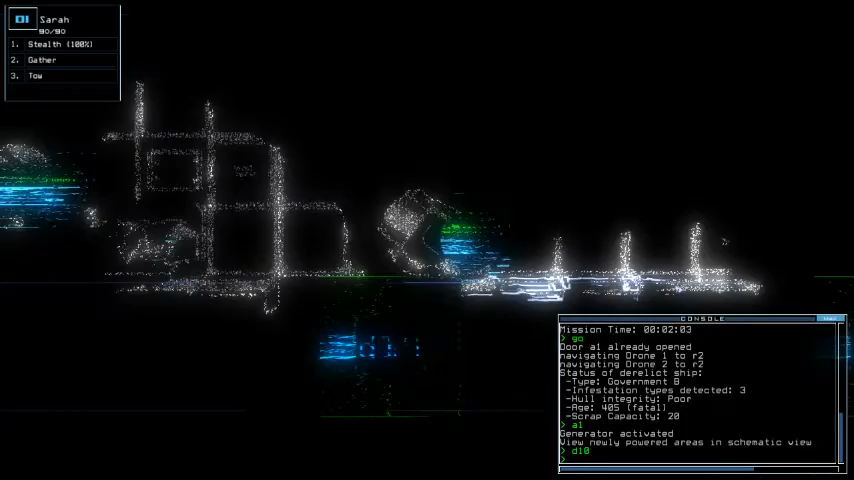 01 Sarah
90/90
1. Stealth (100%)
2. Gather
3. Tow
CONSOLE
Mission Time: 00:02:03
> go
Door a1 already opened
navigating Drone 1 to r2
navigating Drone 2 to r2
Status of derelict ship:
-Type: Government B
-Infestation types detected: 3
-Hull integrity: Poor
-Age: 405 (fatal)
-Scrap Capacity: 20
> a1
Generator activated
View newly powered areas in schematic view
> d10
>